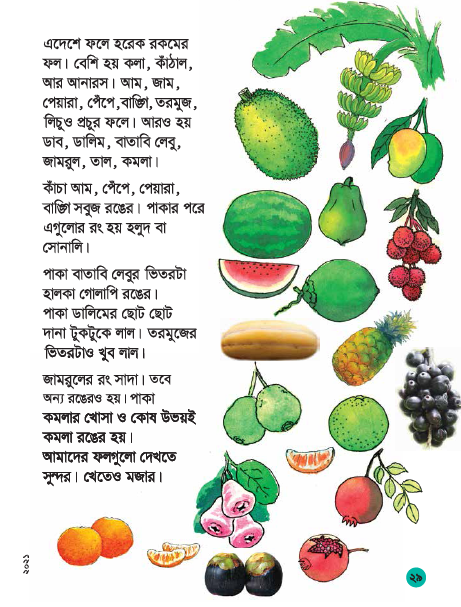 এদেশে ফলে হরেক রকমের
ফল। বেশি হয় কলা, কাঁঠাল,
আর আনারস। আম, জাম,
পেয়ারা, পেঁপে,বাঙ্গি, তরমুজ,
লিচুও প্রচুর ফলে। আরও হয়
ডাব, ডালিম, বাতাবি লেবু,
জামরুল, তাল, কমলা।
কাঁচা আম, পেঁপে, পেয়ারা,
বাঙ্গি সবুজ রঙের। পাকার পরে
এগুলোর রং হয় হলুদ বা
সোনালি।
পাকা বাতাবি লেবুর ভিতরটা
হালকা গোলাপি রঙের।
পাকা ডালিমের ছোট ছোট
দানা টুকটুকে লাল। তরমুজের
ভিতরটাও খুব লাল।
জামরুলের রং সাদা। তবে
অন্য রঙেরও হয়। পাকা
কমলার খোসা ও কোষ উভয়ই
কমলা রঙের হয়।
আমাদের ফলগুলো দেখতে
সুন্দর। খেতেও মজার।
২০২১
২৯